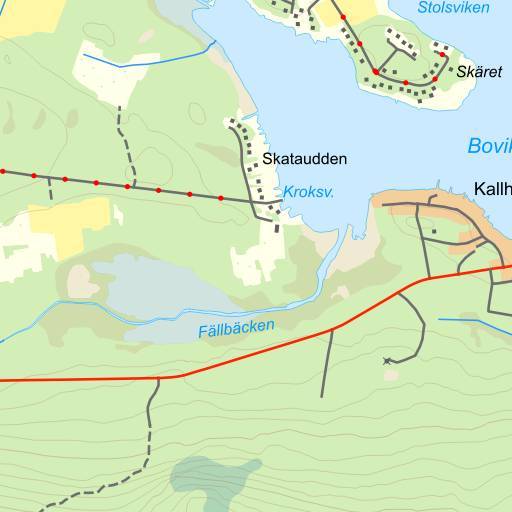 Stolsviken
Skäret
Bovik
Skataudden
Kroksv.
Kallh
Fällbäcken